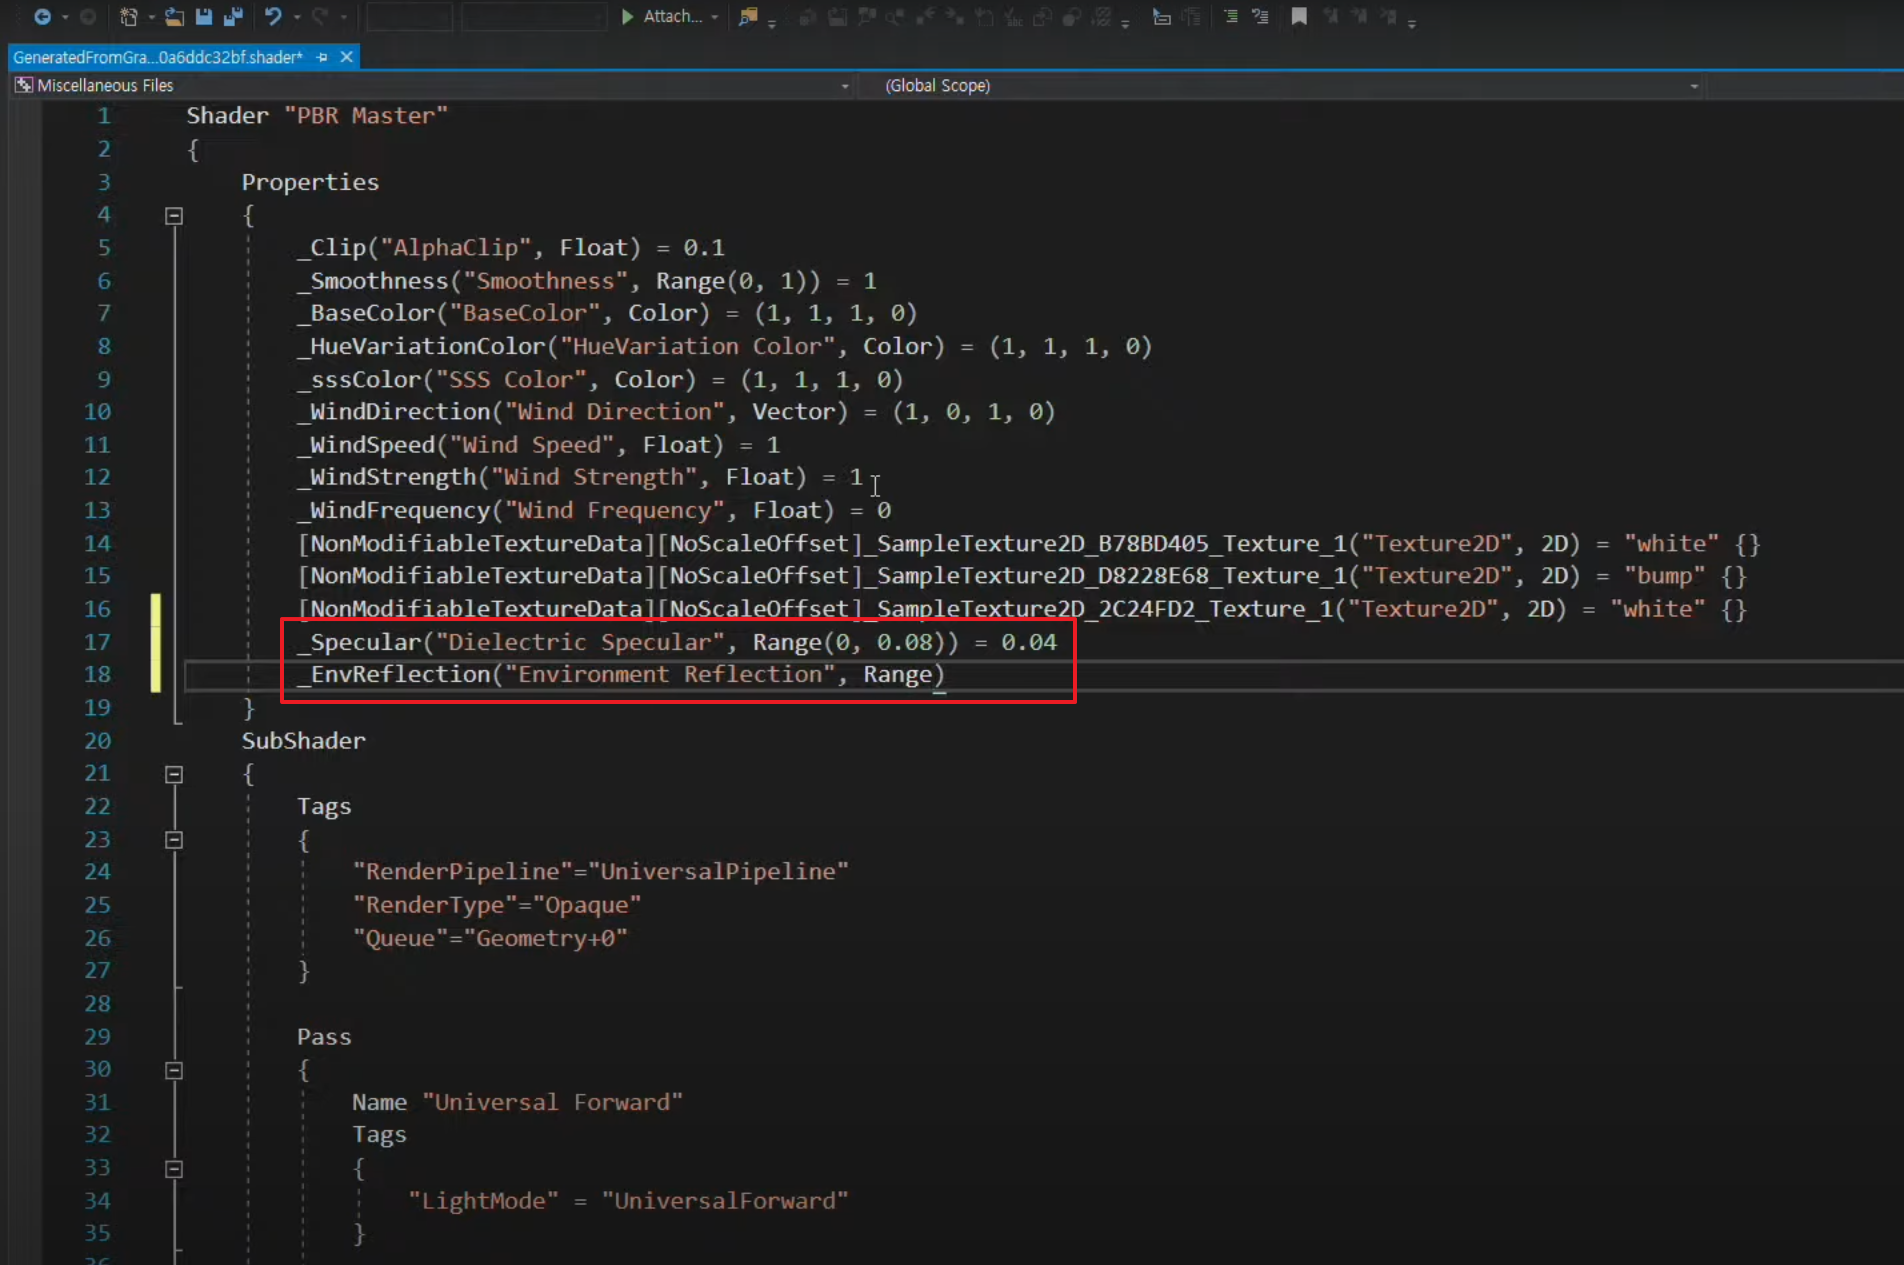 Attach...
GeneratedFromGra...0a6ddc32bf.shader*
Miscellaneous Files
(Global Scope)
1 Shader "PBR Master"
2 {
3 Properties
4 {
5 _Clip("AlphaClip", Float) = 0.1
6 _Smoothness("Smoothness", Range(0, 1)) = 1
7 _BaseColor("BaseColor", Color) = (1, 1, 1, 0)
8 _HueVariationColor("HueVariation Color", Color) = (1, 1, 1, 0)
9 _sssColor("SSS Color", Color) = (1, 1, 1, 0)
10 _WindDirection("Wind Direction", Vector) = (1, 0, 1, 0)
11 _WindSpeed("Wind Speed", Float) = 1
12 _WindStrength("Wind Strength", Float) = 1
13 _WindFrequency("Wind Frequency", Float) = 0
14 [NonModifiableTextureData][NoScaleOffset]_SampleTexture2D_B78BD405_Texture_1("Texture2D", 2D) = "white" {}
15 [NonModifiableTextureData][NoScaleOffset]_SampleTexture2D_D8228E68_Texture_1("Texture2D", 2D) = "bump" {}
16 [NonModifiableTextureData][NoScaleOffset]_SampleTexture2D_2C24FD2_Texture_1("Texture2D", 2D) = "white" {}
17 _Specular("Dielectric Specular", Range(0, 0.08)) = 0.04
18 _EnvReflection("Environment Reflection", Range)
19 }
20 SubShader
21 {
22 Tags
23 {
24 "RenderPipeline"="UniversalPipeline"
25 "RenderType"="Opaque"
26 "Queue"="Geometry+0"
27 }
28
29 Pass
30 {
31 Name "Universal Forward"
32 Tags
33 {
34 "LightMode" = "UniversalForward"
35 }